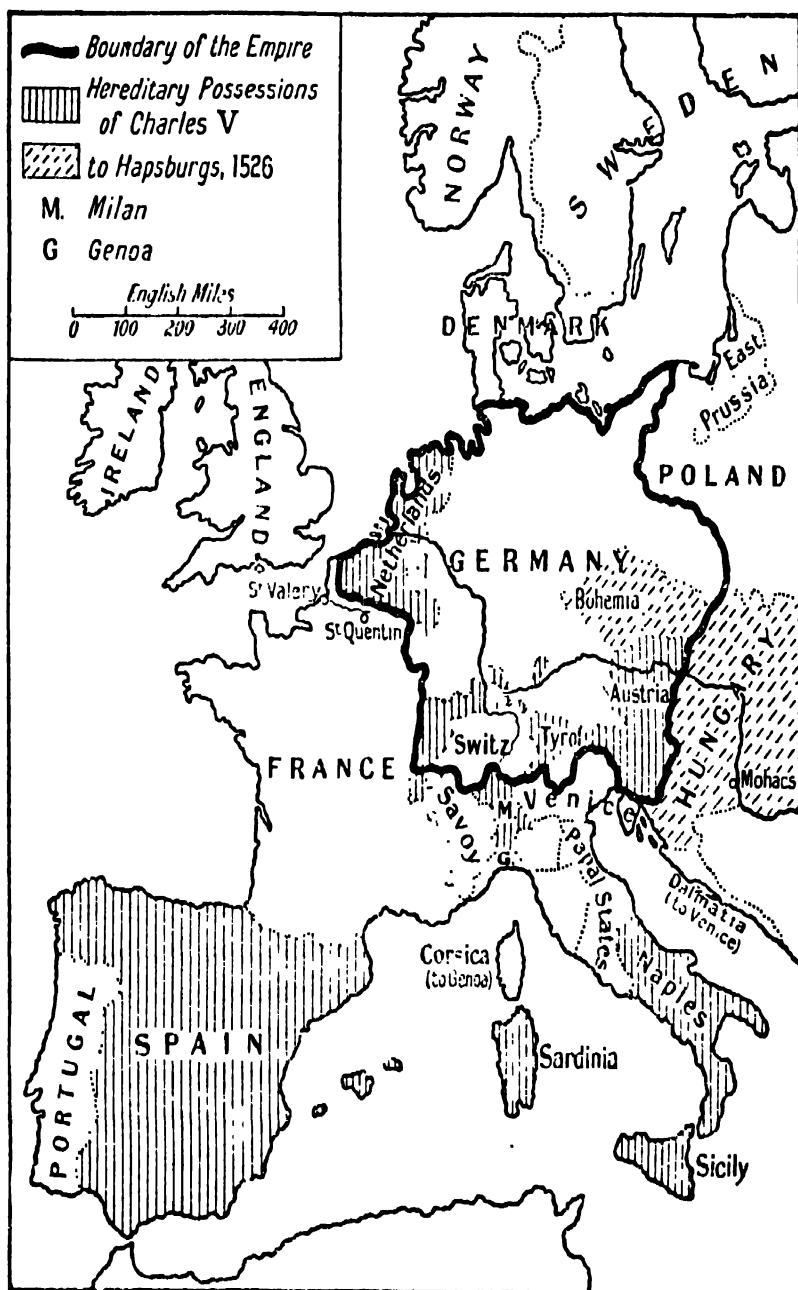 Boundary of the Empire
Hereditary Possessions
of Charles V
to Hapsburgs, 1526
M. Milan
G Genoa
English Miles
0 100 200 300 400
NORWAY
SWEDEN
DENMARK
East
Prussia
IRELAND
ENGLAND
POLAND
Netherlands
GERMANY
St Valery
St Quentin
Bohemia
HUNGARY
Austria
Switz
Tyrol
FRANCE
Mohacs
Savoy
M.
Venice
G.
Papal States
Dalmatia
(to Venice)
Corsica
(to Genoa)
Naples
PORTUGAL
SPAIN
Sardinia
Sicily